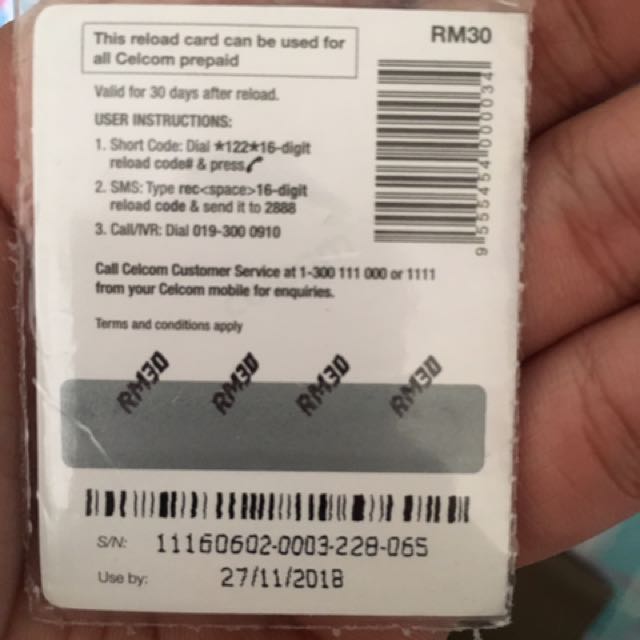 This reload card can be used for
all Celcom prepaid
RM30
Valid for 30 days after reload.
USER INSTRUCTIONS:
1. Short Code: Dial *122*16-digit
reload code# & press
2. SMS: Type rec<space>16-digit
reload code & send it to 2888
3. Call/IVR: Dial 019-300 0910
9 555454 000034
Call Celcom Customer Service at 1-300 111 000 or 1111
from your Celcom mobile for enquiries.
Terms and conditions apply
RM30 RM30 RM30 RM30
S/N: 11160602-0003-228-065
Use by: 27/11/2018